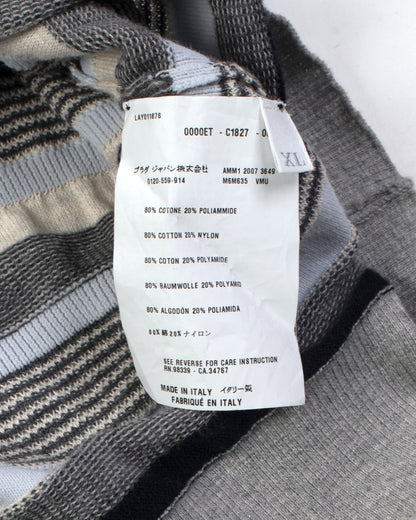 LAY011876
0000ET - C1827 - 0
XL
プラダ ジャパン株式会社
0120-559-914
AMM1 2007 3649
M6M635 VMU
80% COTONE 20% POLIAMMIDE
80% COTTON 20% NYLON
80% COTON 20% POLYAMIDE
80% BAUMWOLLE 20% POLYAMID
80% ALGODÓN 20% POLIAMIDA
80% 綿 20% ナイロン
SEE REVERSE FOR CARE INSTRUCTION
RN.98339 - CA.34767
MADE IN ITALY イタリー製
FABRIQUÉ EN ITALY